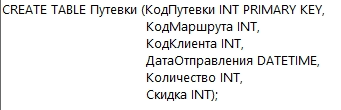 CREATE TABLE Путевки (КодПутевки INT PRIMARY KEY,
КодМаршрута INT,
КодКлиента INT,
ДатаОтправления DATETIME,
Количество INT,
Скидка INT);